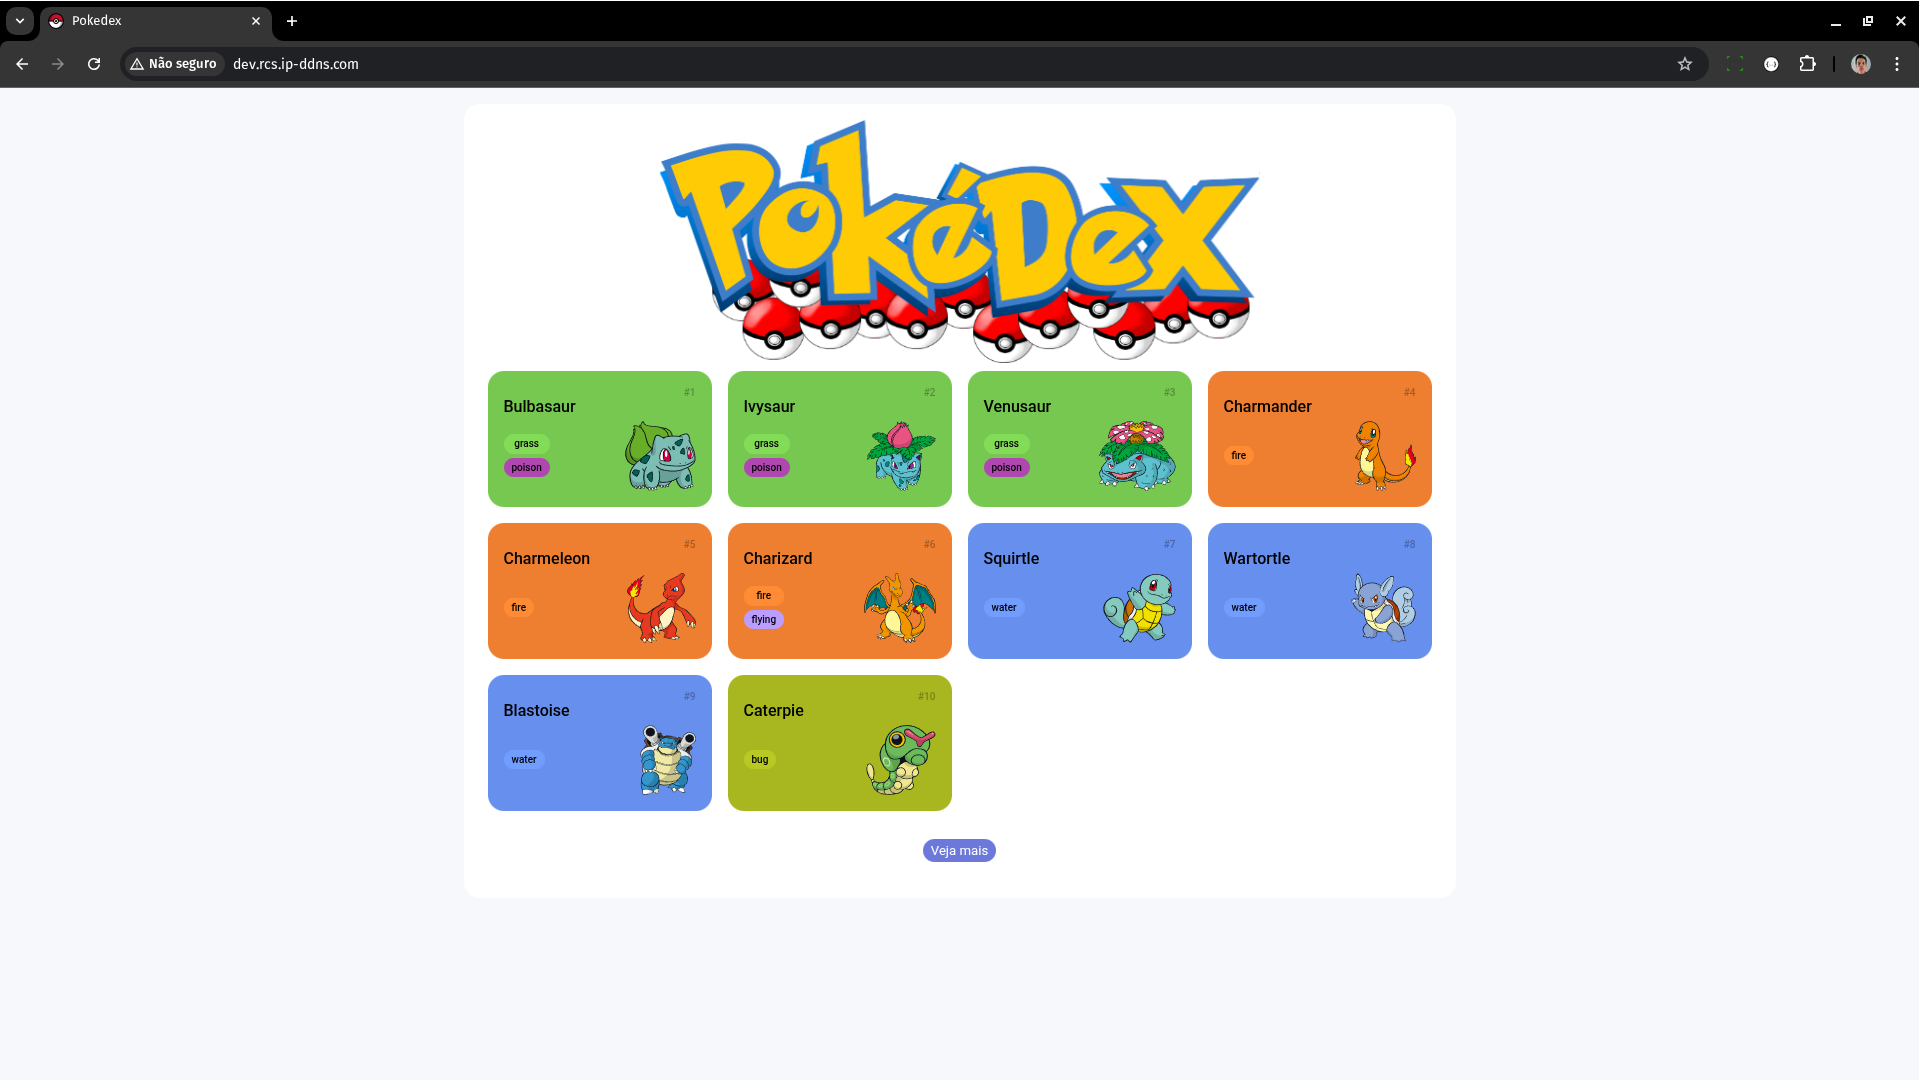 Pokedex
Não seguro
dev.rcs.ip-ddns.com
PokéDex
#1
Bulbasaur
grass
poison
#2
Ivysaur
grass
poison
#3
Venusaur
grass
poison
#4
Charmander
fire
#5
Charmeleon
fire
#6
Charizard
fire
flying
#7
Squirtle
water
#8
Wartortle
water
#9
Blastoise
water
#10
Caterpie
bug
Veja mais